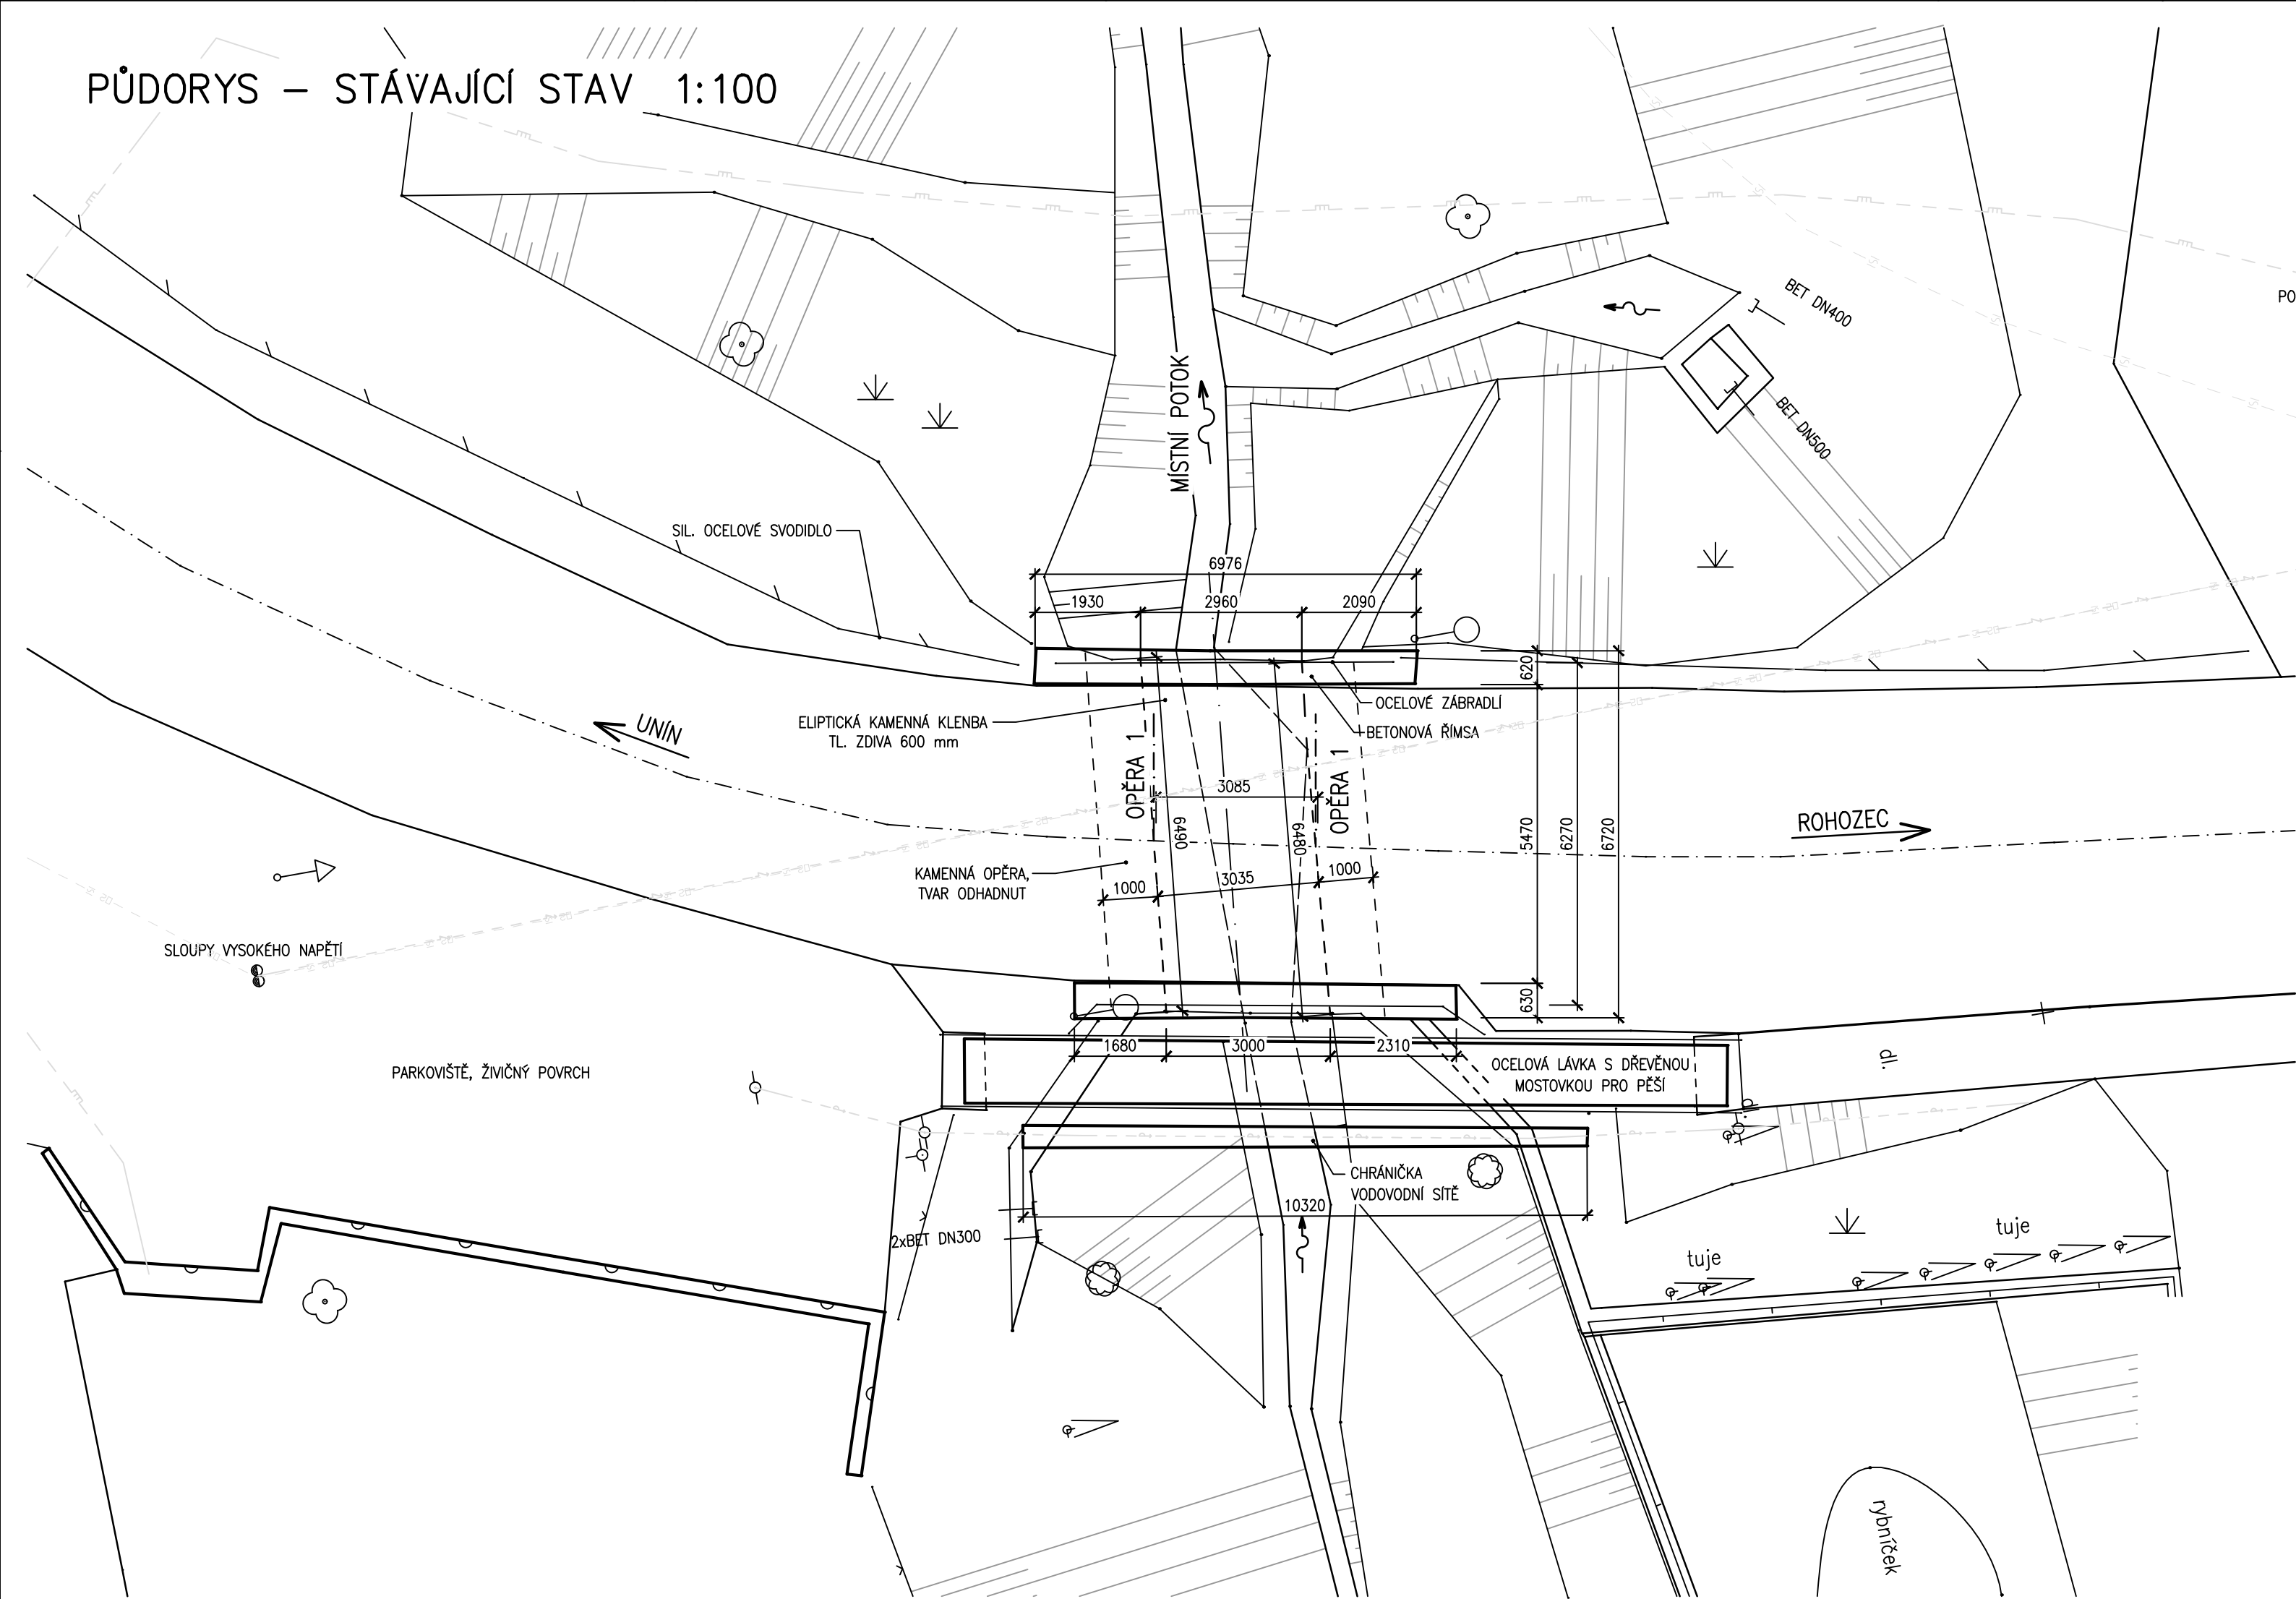 PŮDORYS – STÁVAJÍCÍ STAV 1:100
BET DN400
PO
BET DN500
MÍSTNÍ POTOK
SIL. OCELOVÉ SVODIDLO
6976
1930
2960
2090
620
OCELOVÉ ZÁBRADLÍ
BETONOVÁ ŘÍMSA
UNÍN
ELIPTICKÁ KAMENNÁ KLENBA
TL. ZDIVA 600 mm
OPĚRA 1
OPĚRA 1
3085
6490
6480
5470
6270
6720
ROHOZEC
KAMENNÁ OPĚRA,
TVAR ODHADNUT
1000
3035
1000
SLOUPY VYSOKÉHO NAPĚTÍ
630
1680
3000
2310
OCELOVÁ LÁVKA S DŘEVĚNOU
MOSTOVKOU PRO PĚŠÍ
dl.
PARKOVIŠTĚ, ŽIVIČNÝ POVRCH
CHRÁNIČKA
VODOVODNÍ SÍTĚ
10320
2xBET DN300
tuje
tuje
rybníček